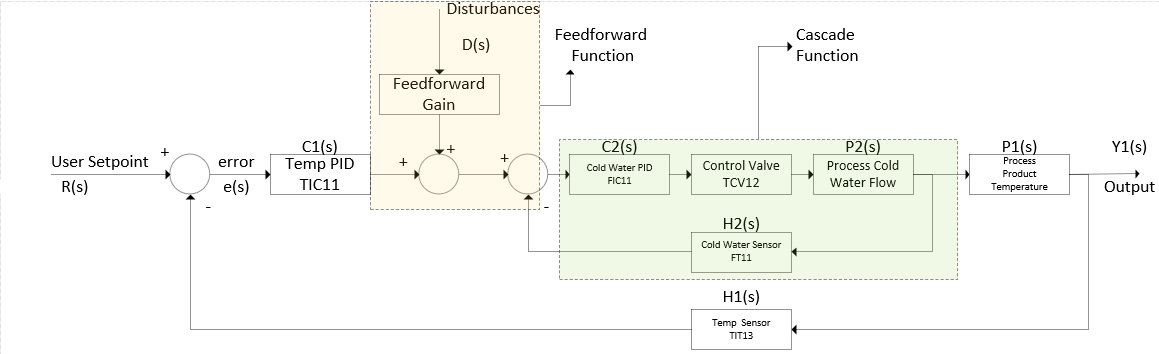 Disturbances
D(s)
Feedforward
Function
Cascade
Function
Feedforward
Gain
+
User Setpoint
R(s)
+
-
error
e(s)
C1(s)
Temp PID
TIC11
+
+
-
C2(s)
Cold Water PID
FIC11
Control Valve
TCV12
P2(s)
Process Cold
Water Flow
P1(s)
Process
Product
Temperature
Y1(s)
Output
H2(s)
Cold Water Sensor
FT11
H1(s)
Temp Sensor
TIT13